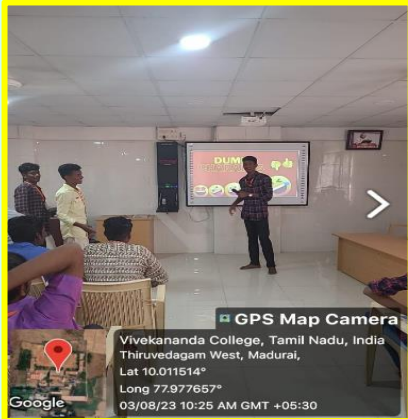 DUM
GPS Map Camera
Vivekananda College, Tamil Nadu, India
Thiruvedagam West, Madurai,
Lat 10.011514°
Long 77.977657°
03/08/23 10:25 AM GMT +05:30
Google